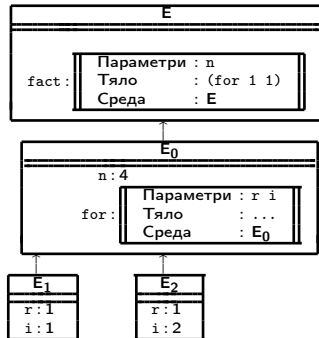 E
fact :
Параметри : n
Тяло : (for 1 1)
Среда : E
E0
n : 4
for :
Параметри : r i
Тяло : ...
Среда : E0
E1
r : 1
i : 1
E2
r : 1
i : 2